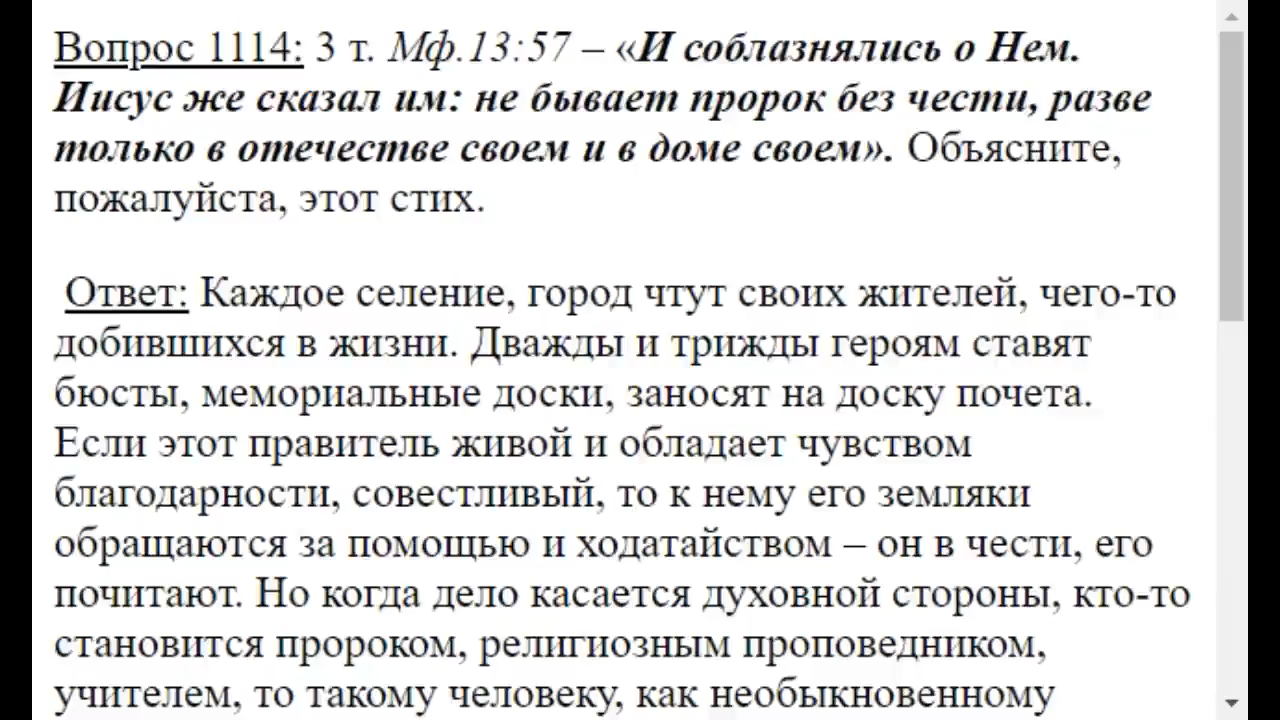 Вопрос 1114: 3 т. Мф.13:57 – «И соблазнялись о Нем.
Иисус же сказал им: не бывает пророк без чести, разве
только в отечестве своем и в доме своем». Объясните,
пожалуйста, этот стих.
Ответ: Каждое селение, город чтут своих жителей, чего-то
добившихся в жизни. Дважды и трижды героям ставят
бюсты, мемориальные доски, заносят на доску почета.
Если этот правитель живой и обладает чувством
благодарности, совестливый, то к нему его земляки
обращаются за помощью и ходатайством – он в чести, его
почитают. Но когда дело касается духовной стороны, кто-то
становится пророком, религиозным проповедником,
учителем, то такому человеку, как необыкновенному